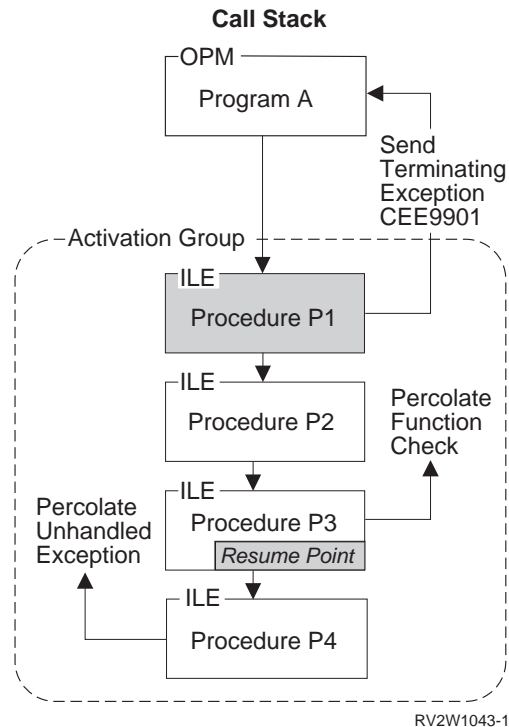 Call Stack
OPM
Program A
Send
Terminating
Exception
CEE9901
Activation Group
ILE
Procedure P1
ILE
Procedure P2
Percolate
Function
Check
ILE
Procedure P3
Resume Point
Percolate
Unhandled
Exception
ILE
Procedure P4
RV2W1043-1